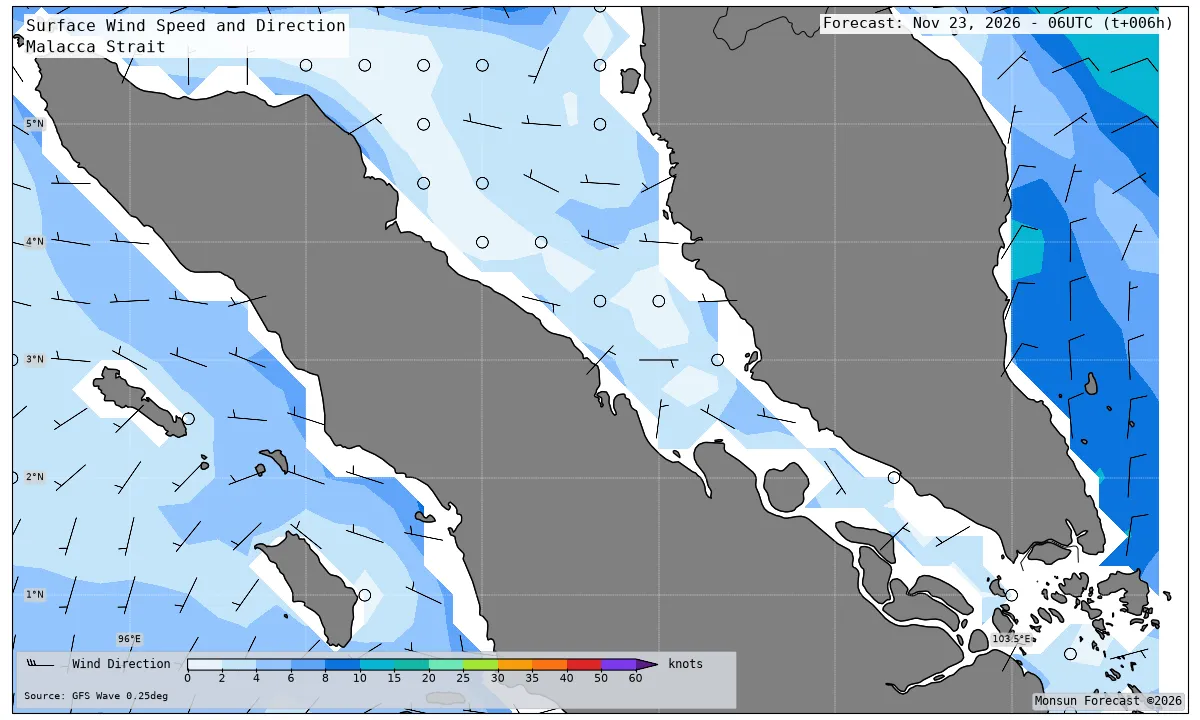 Surface Wind Speed and Direction
Malacca Strait
Forecast: Nov 23, 2026 - 06UTC (t+006h)
5°N
4°N
3°N
2°N
1°N
96°E
103.5°E
Wind Direction
0 2 4 6 8 10 15 20 25 30 35 40 50 60
knots
Source: GFS Wave 0.25deg
Monsun Forecast ©2026